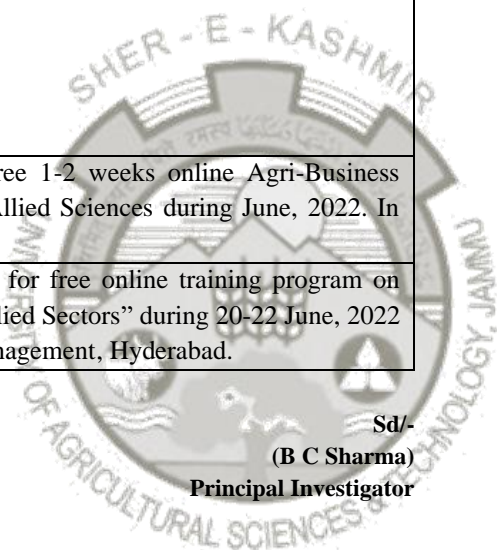 SHER - E - KASHMIR
ree 1-2 weeks online Agri-Business
Allied Sciences during June, 2022. In
for free online training program on
lied Sectors” during 20-22 June, 2022
nagement, Hyderabad.
UNIVERSITY OF AGRICULTURAL SCIENCES & TECHNOLOGY, JAMMU
Sd/-
(B C Sharma)
Principal Investigator